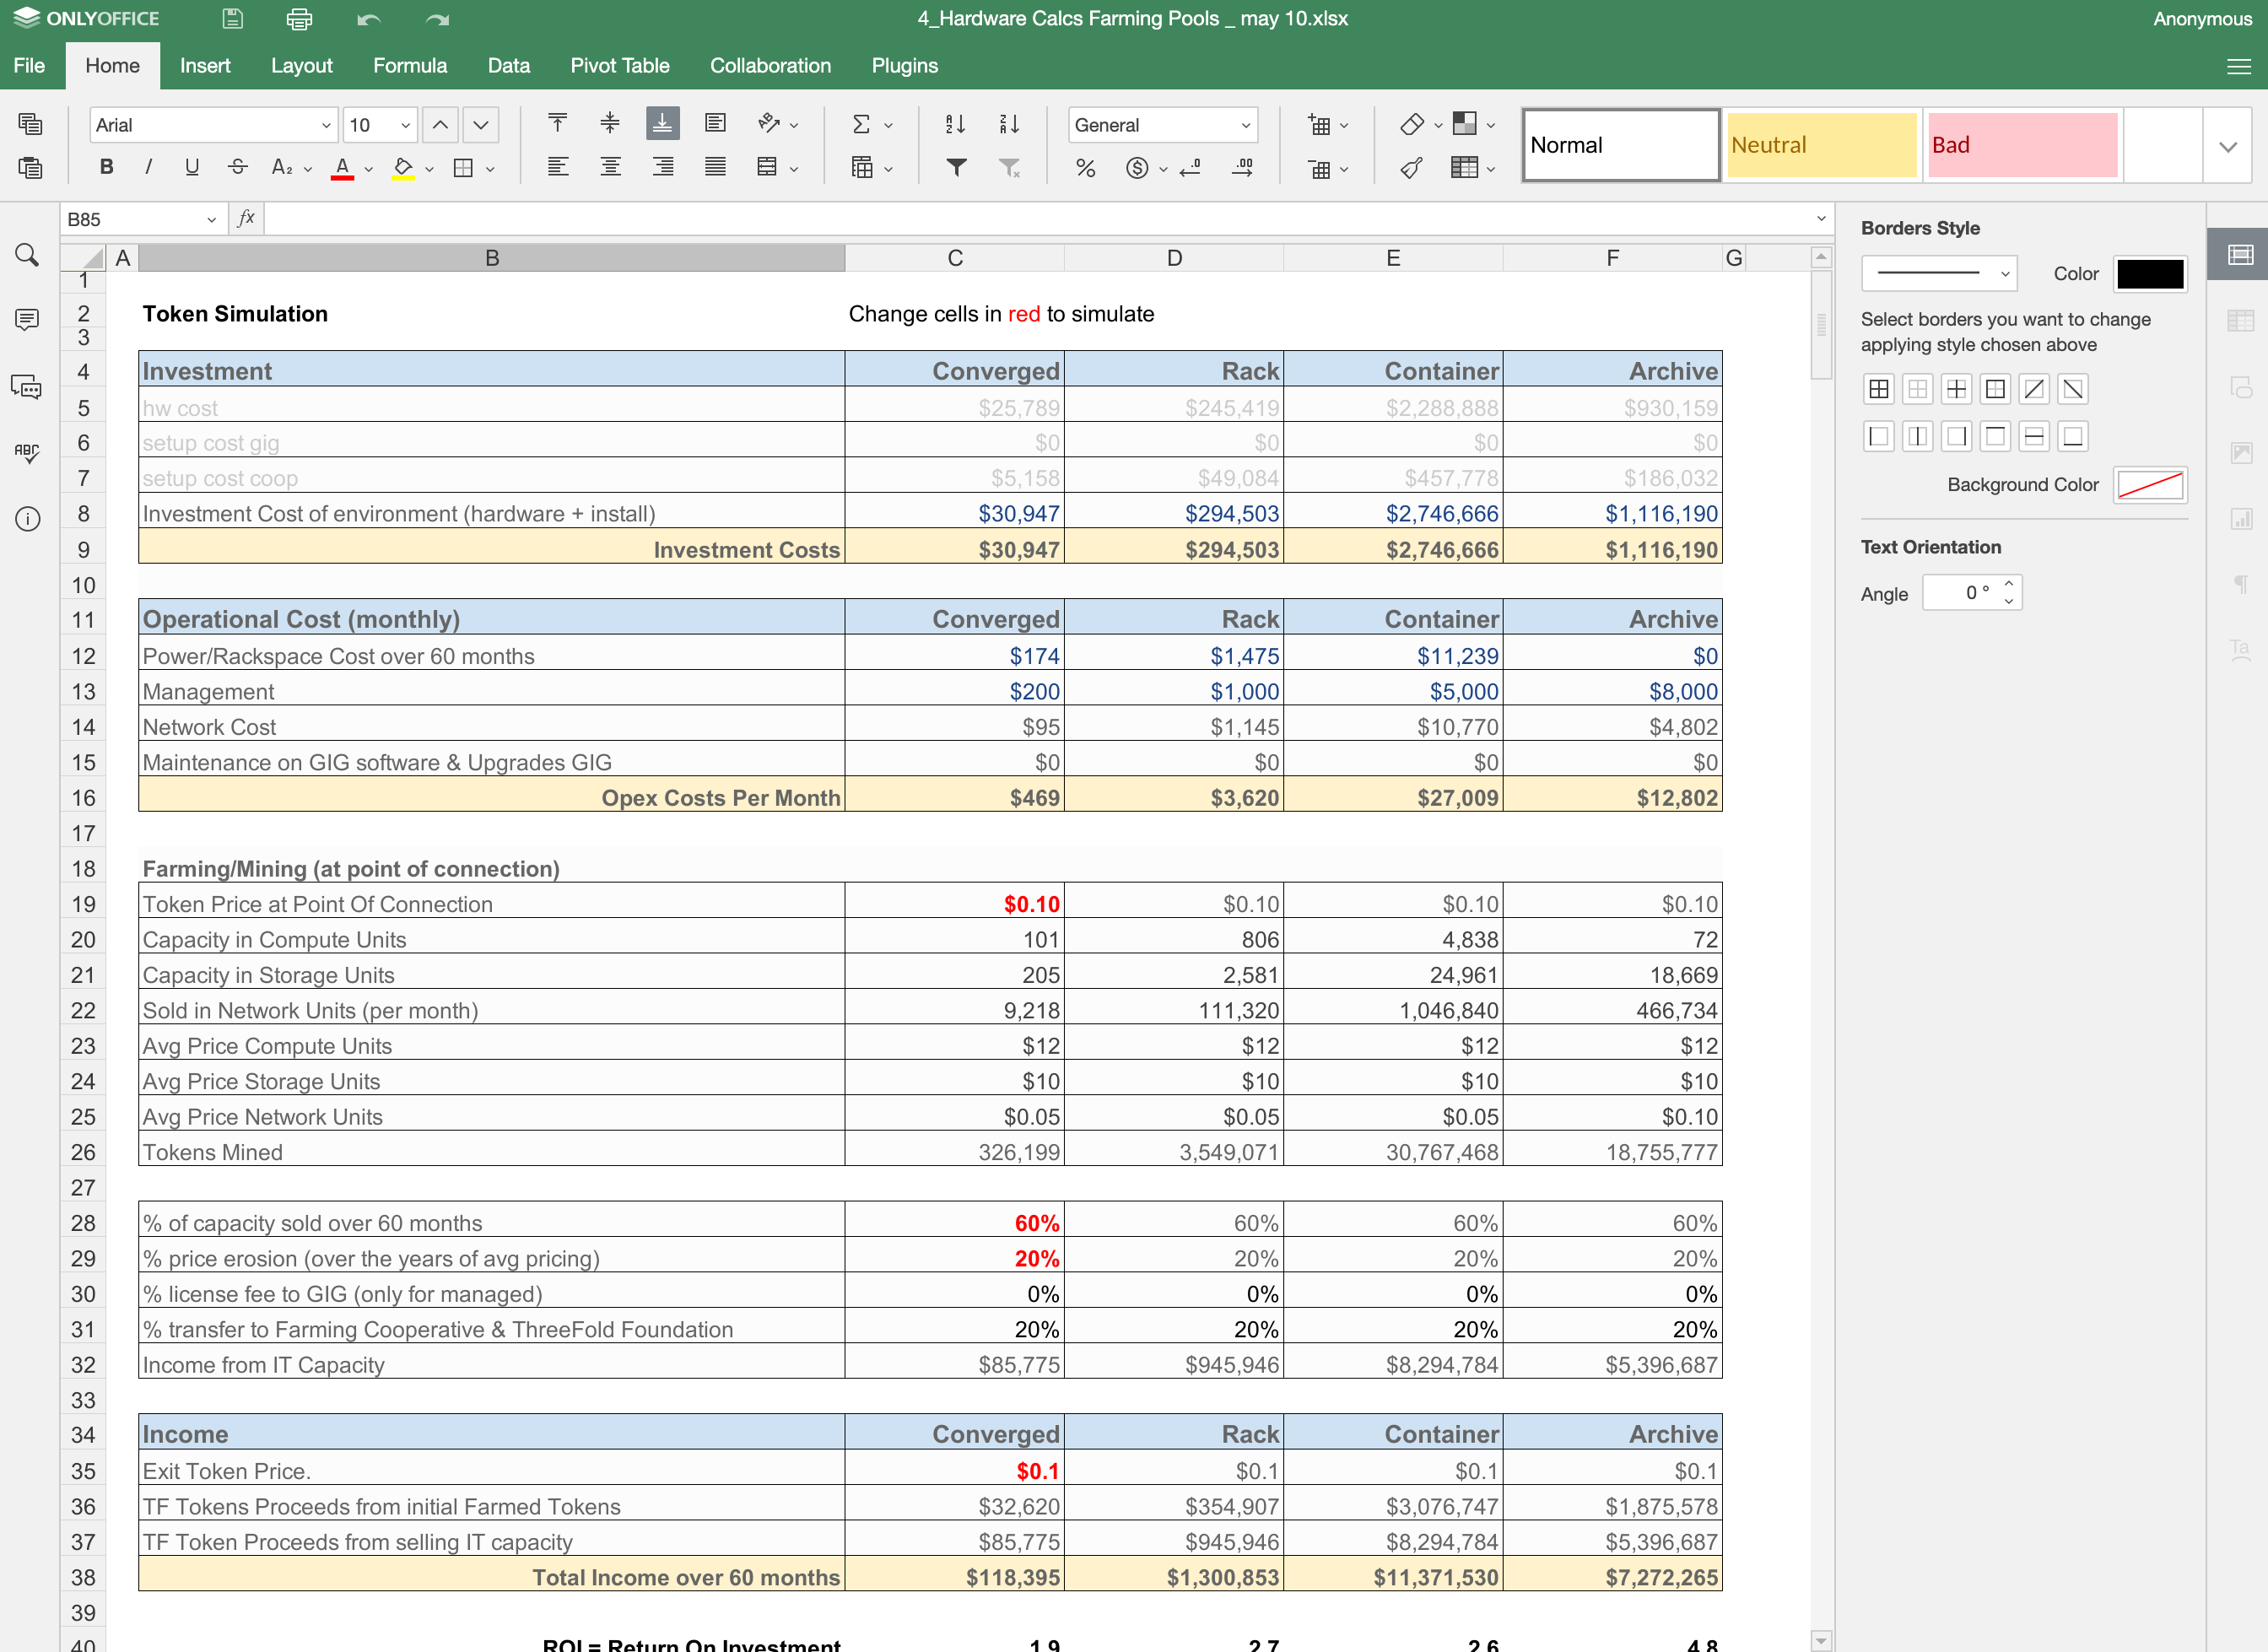 ONLYOFFICE 4_Hardware Calcs Farming Pools _ may 10.xlsx Anonymous
File Home Insert Layout Formula Data Pivot Table Collaboration Plugins
Arial 10 General Normal Neutral Bad
B85 fx
A B C D E F G
1
2 Token Simulation Change cells in red to simulate
3
4 Investment Converged Rack Container Archive
5 hw cost $25,789 $245,419 $2,288,888 $930,159
6 setup cost gig $0 $0 $0 $0
7 setup cost coop $5,158 $49,084 $457,778 $186,032
8 Investment Cost of environment (hardware + install) $30,947 $294,503 $2,746,666 $1,116,190
9 Investment Costs $30,947 $294,503 $2,746,666 $1,116,190
10
11 Operational Cost (monthly) Converged Rack Container Archive
12 Power/Rackspace Cost over 60 months $174 $1,475 $11,239 $0
13 Management $200 $1,000 $5,000 $8,000
14 Network Cost $95 $1,145 $10,770 $4,802
15 Maintenance on GIG software & Upgrades GIG $0 $0 $0 $0
16 Opex Costs Per Month $469 $3,620 $27,009 $12,802
17
18 Farming/Mining (at point of connection)
19 Token Price at Point Of Connection $0.10 $0.10 $0.10 $0.10
20 Capacity in Compute Units 101 806 4,838 72
21 Capacity in Storage Units 205 2,581 24,961 18,669
22 Sold in Network Units (per month) 9,218 111,320 1,046,840 466,734
23 Avg Price Compute Units $12 $12 $12 $12
24 Avg Price Storage Units $10 $10 $10 $10
25 Avg Price Network Units $0.05 $0.05 $0.05 $0.10
26 Tokens Mined 326,199 3,549,071 30,767,468 18,755,777
27
28 % of capacity sold over 60 months 60% 60% 60% 60%
29 % price erosion (over the years of avg pricing) 20% 20% 20% 20%
30 % license fee to GIG (only for managed) 0% 0% 0% 0%
31 % transfer to Farming Cooperative & ThreeFold Foundation 20% 20% 20% 20%
32 Income from IT Capacity $85,775 $945,946 $8,294,784 $5,396,687
33
34 Income Converged Rack Container Archive
35 Exit Token Price. $0.1 $0.1 $0.1 $0.1
36 TF Tokens Proceeds from initial Farmed Tokens $32,620 $354,907 $3,076,747 $1,875,578
37 TF Token Proceeds from selling IT capacity $85,775 $945,946 $8,294,784 $5,396,687
38 Total Income over 60 months $118,395 $1,300,853 $11,371,530 $7,272,265
39
40 ROI = Return On Investment 1.9 2.7 2.6 4.8
Borders Style
Color
Select borders you want to change
applying style chosen above
Background Color
Text Orientation
Angle 0 °